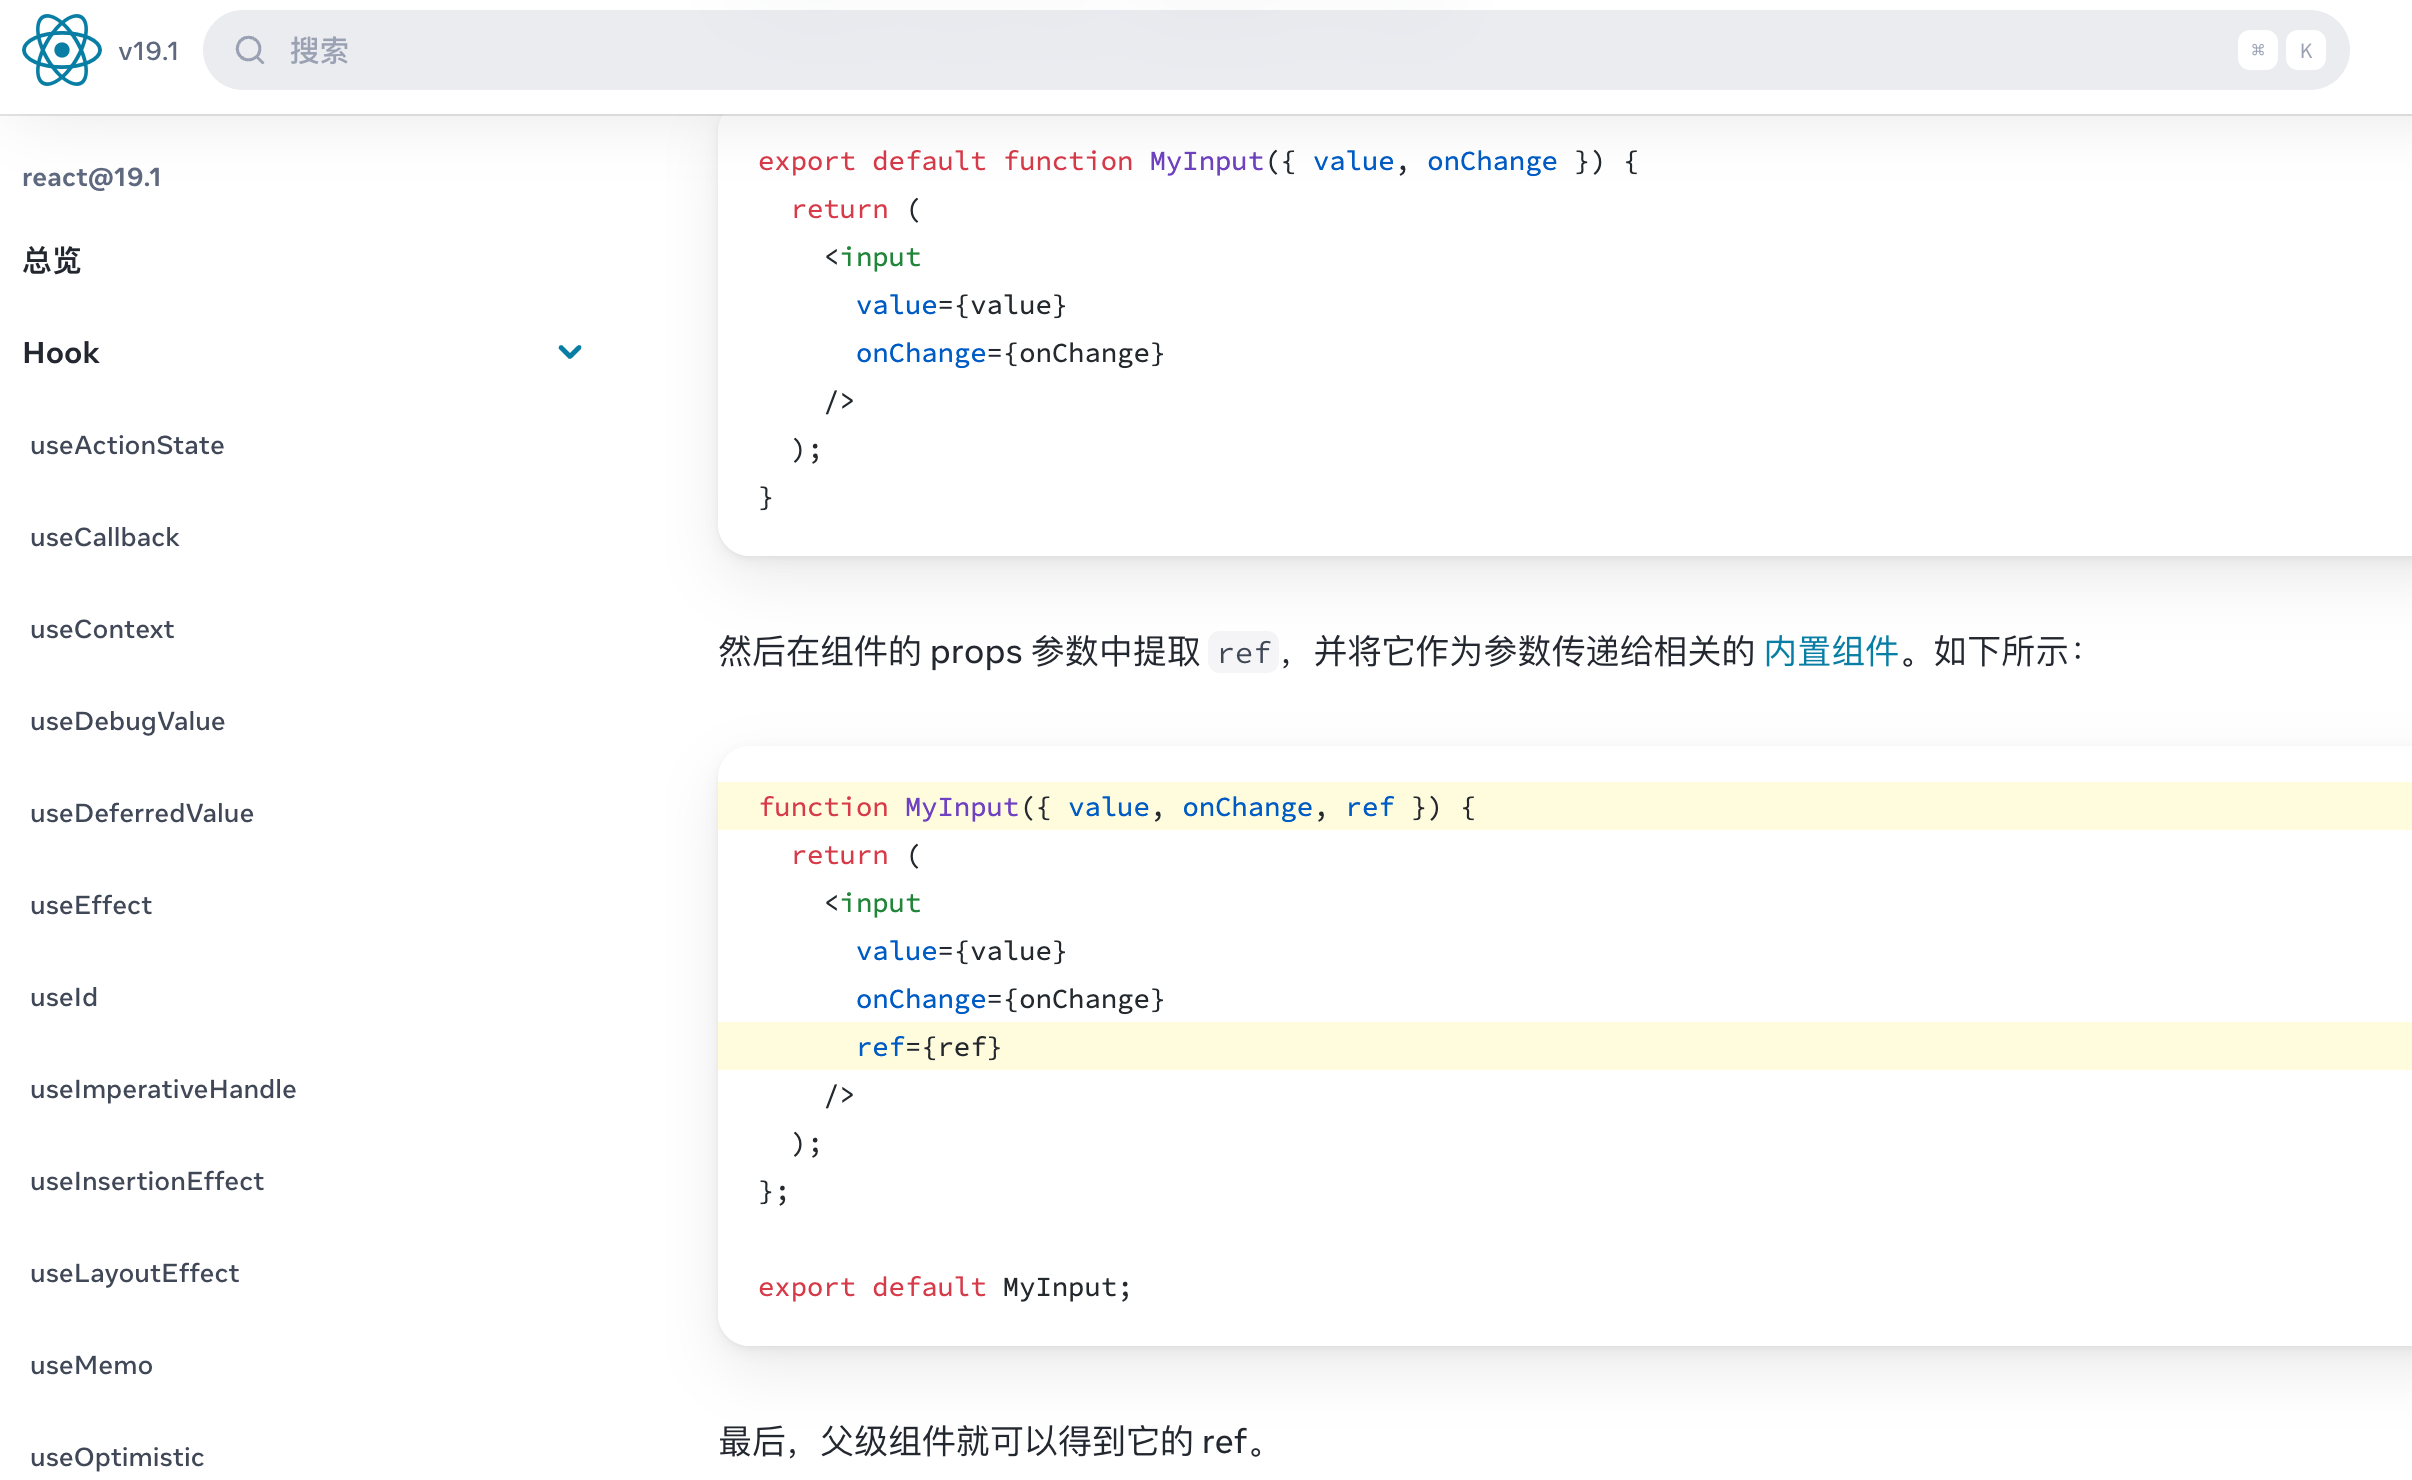 v19.1
搜索
⌘ K
react@19.1
总览
Hook
useActionState
useCallback
useContext
useDebugValue
useDeferredValue
useEffect
useId
useImperativeHandle
useInsertionEffect
useLayoutEffect
useMemo
useOptimistic
export default function MyInput({ value, onChange }) {
  return (
    <input
      value={value}
      onChange={onChange}
    />
  );
}
然后在组件的 props 参数中提取 ref，并将它作为参数传递给相关的 内置组件。如下所示：
function MyInput({ value, onChange, ref }) {
  return (
    <input
      value={value}
      onChange={onChange}
      ref={ref}
    />
  );
};

export default MyInput;
最后，父级组件就可以得到它的 ref。